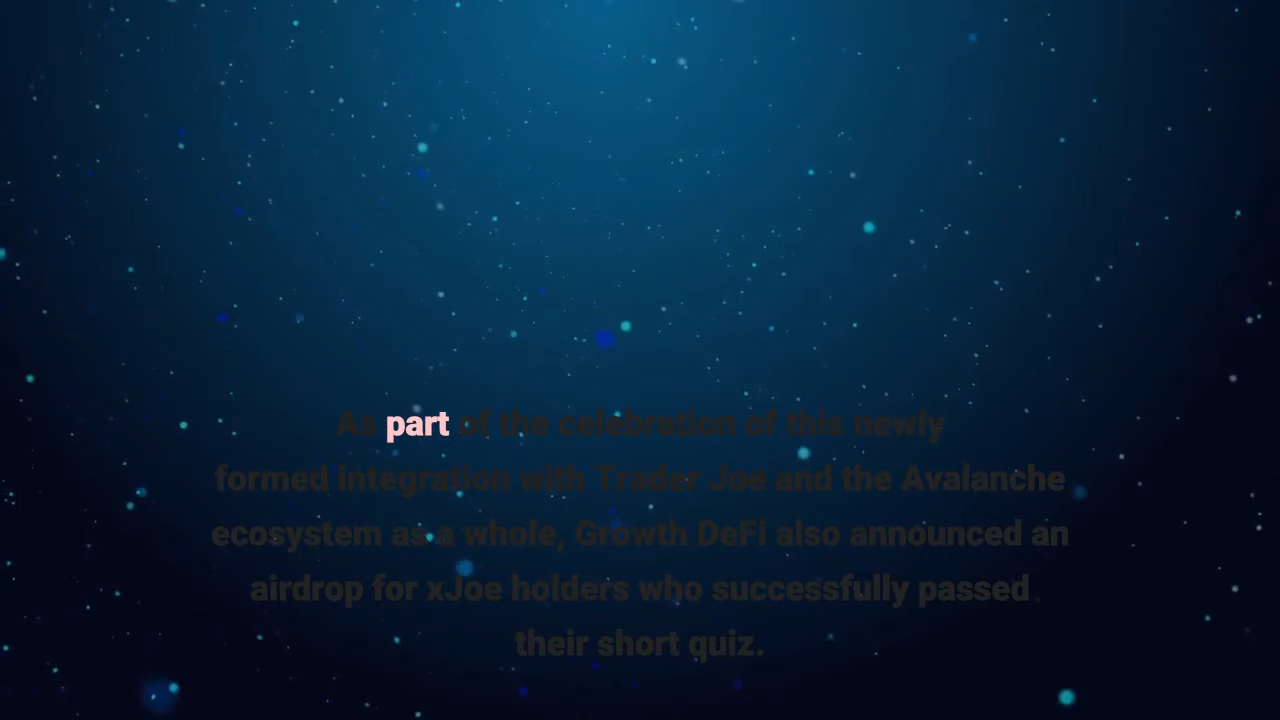 As part of the celebration of this newly
formed integration with Trader Joe and the Avalanche
ecosystem as a whole, Growth DeFi also announced an
airdrop for xJoe holders who successfully passed
their short quiz.